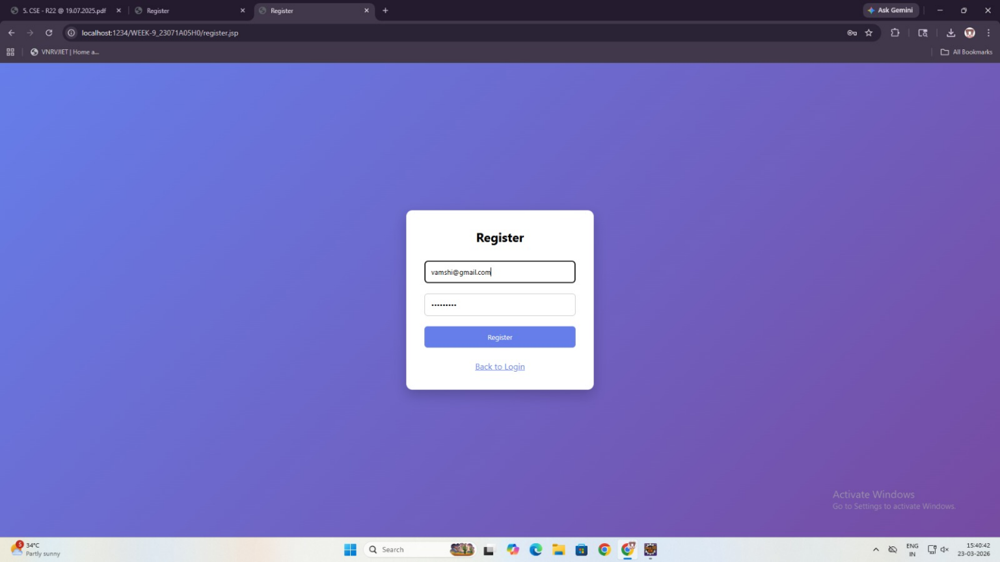 5. CSE - R22 @ 19.07.2025.pdf
Register
Register
Ask Gemini
localhost:1234/WEEK-9_23071A05H0/register.jsp
VNRVJIET | Home a...
All Bookmarks
Register
vamshi@gmail.com
•••••••••
Register
Back to Login
Activate Windows
Go to Settings to activate Windows.
5
34°C
Partly sunny
Search
ENG
IN
15:40:42
23-03-2026